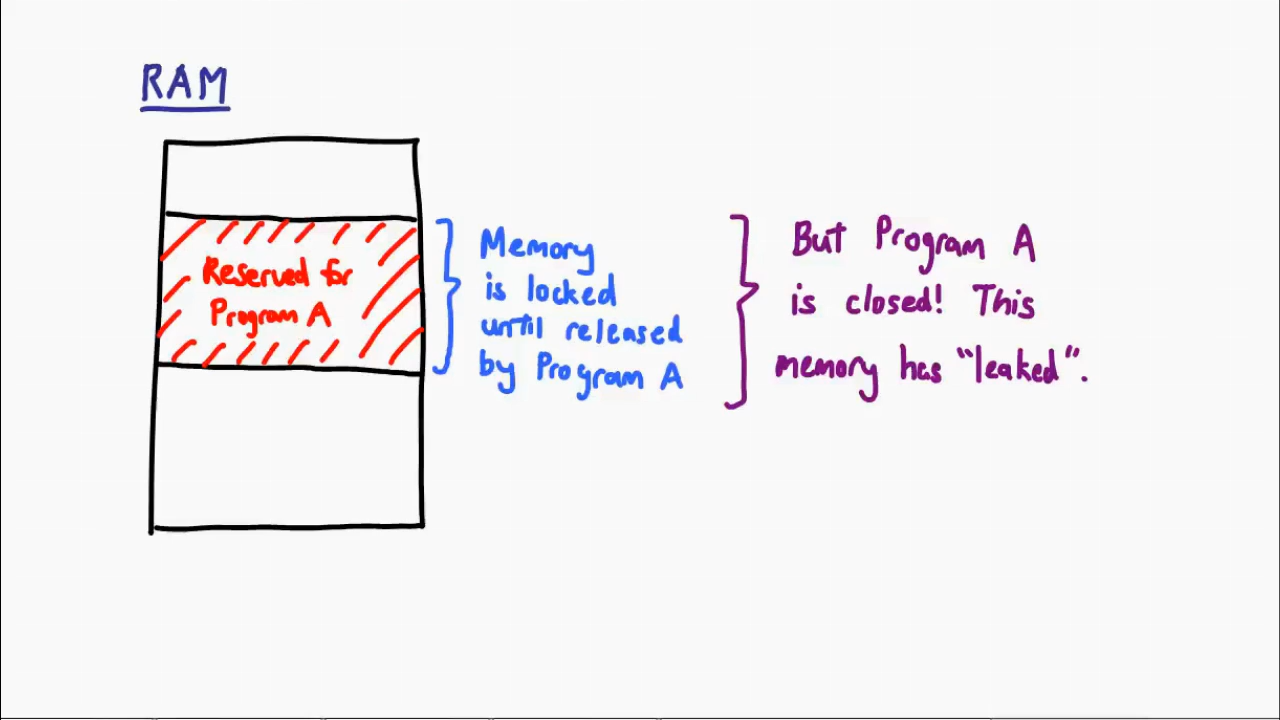 RAM
Reserved for
Program A
Memory
is locked
until released
by Program A
But Program A
is closed! This
memory has "leaked".